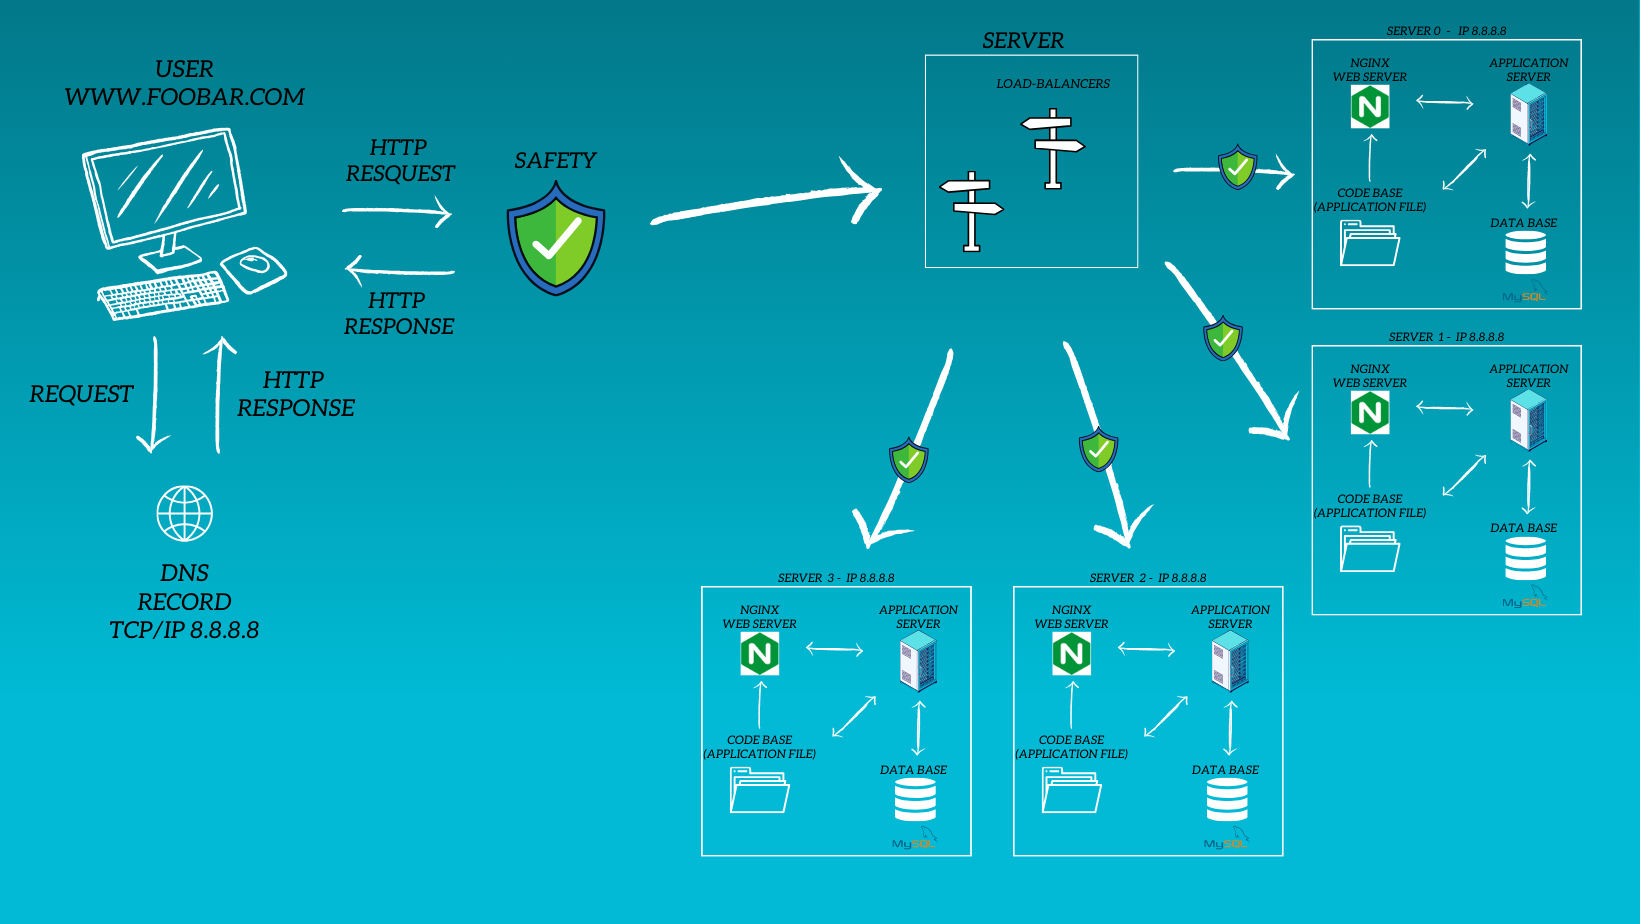 USER
WWW.FOOBAR.COM
HTTP
RESQUEST
HTTP
RESPONSE
SAFETY
REQUEST
HTTP
RESPONSE
DNS
RECORD
TCP/IP 8.8.8.8
SERVER
LOAD-BALANCERS
SERVER 0 - IP 8.8.8.8
NGINX
WEB SERVER
APPLICATION
SERVER
N
CODE BASE
(APPLICATION FILE)
DATA BASE
MySQL
SERVER 1 - IP 8.8.8.8
NGINX
WEB SERVER
APPLICATION
SERVER
N
CODE BASE
(APPLICATION FILE)
DATA BASE
MySQL
SERVER 3 - IP 8.8.8.8
NGINX
WEB SERVER
APPLICATION
SERVER
N
CODE BASE
(APPLICATION FILE)
DATA BASE
MySQL
SERVER 2 - IP 8.8.8.8
NGINX
WEB SERVER
APPLICATION
SERVER
N
CODE BASE
(APPLICATION FILE)
DATA BASE
MySQL